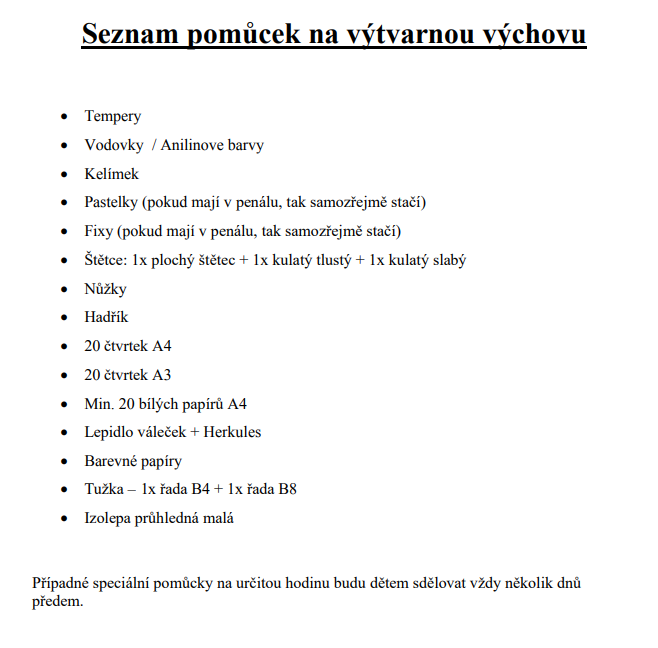 Seznam pomůcek na výtvarnou výchovu
• Tempery
• Vodovky / Anilinove barvy
• Kelímek
• Pastelky (pokud mají v penálu, tak samozřejmě stačí)
• Fixy (pokud mají v penálu, tak samozřejmě stačí)
• Štětce: 1x plochý štětec + 1x kulatý tlustý + 1x kulatý slabý
• Nůžky
• Hadřík
• 20 čtvrtek A4
• 20 čtvrtek A3
• Min. 20 bílých papírů A4
• Lepidlo váleček + Herkules
• Barevné papíry
• Tužka – 1x řada B4 + 1x řada B8
• Izolepa průhledná malá
Případné speciální pomůcky na určitou hodinu budu dětem sdělovat vždy několik dnů
předem.